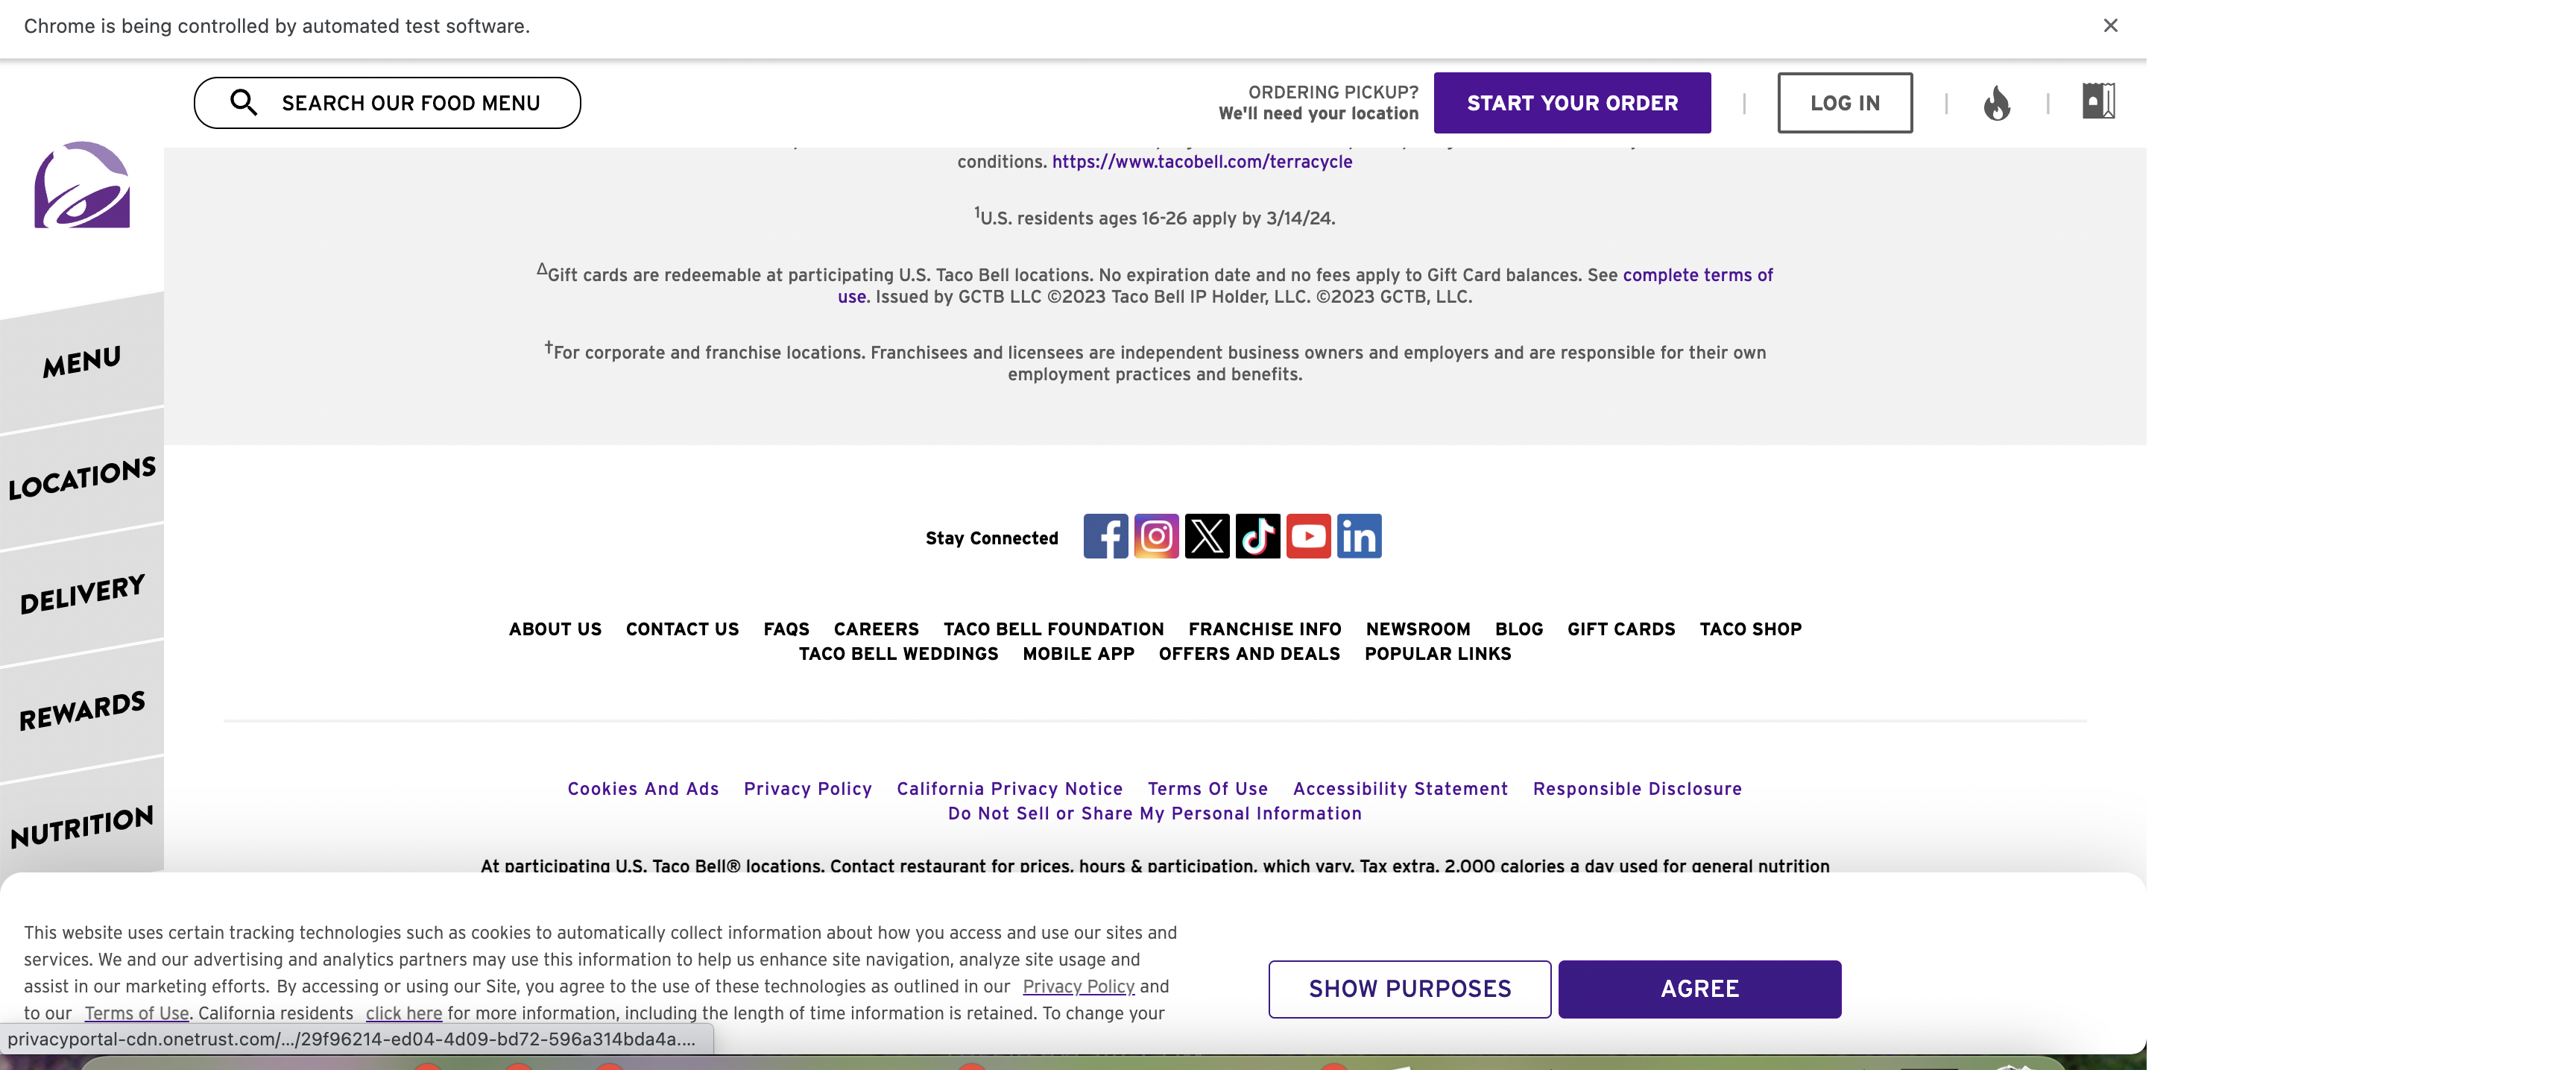 Chrome is being controlled by automated test software.
SEARCH OUR FOOD MENU
ORDERING PICKUP?
We'll need your location
START YOUR ORDER
LOG IN
conditions. https://www.tacobell.com/terracycle
¹U.S. residents ages 16-26 apply by 3/14/24.
ΔGift cards are redeemable at participating U.S. Taco Bell locations. No expiration date and no fees apply to Gift Card balances. See complete terms of
use. Issued by GCTB LLC ©2023 Taco Bell IP Holder, LLC. ©2023 GCTB, LLC.
†For corporate and franchise locations. Franchisees and licensees are independent business owners and employers and are responsible for their own
employment practices and benefits.
MENU
LOCATIONS
DELIVERY
REWARDS
NUTRITION
Stay Connected
ABOUT US CONTACT US FAQS CAREERS TACO BELL FOUNDATION FRANCHISE INFO NEWSROOM BLOG GIFT CARDS TACO SHOP
TACO BELL WEDDINGS MOBILE APP OFFERS AND DEALS POPULAR LINKS
Cookies And Ads Privacy Policy California Privacy Notice Terms Of Use Accessibility Statement Responsible Disclosure
Do Not Sell or Share My Personal Information
At participating U.S. Taco Bell® locations. Contact restaurant for prices, hours & participation, which vary. Tax extra. 2,000 calories a day used for general nutrition
This website uses certain tracking technologies such as cookies to automatically collect information about how you access and use our sites and
services. We and our advertising and analytics partners may use this information to help us enhance site navigation, analyze site usage and
assist in our marketing efforts. By accessing or using our Site, you agree to the use of these technologies as outlined in our Privacy Policy and
to our Terms of Use. California residents click here for more information, including the length of time information is retained. To change your
SHOW PURPOSES
AGREE
privacyportal-cdn.onetrust.com/.../29f96214-ed04-4d09-bd72-596a314bda4a....